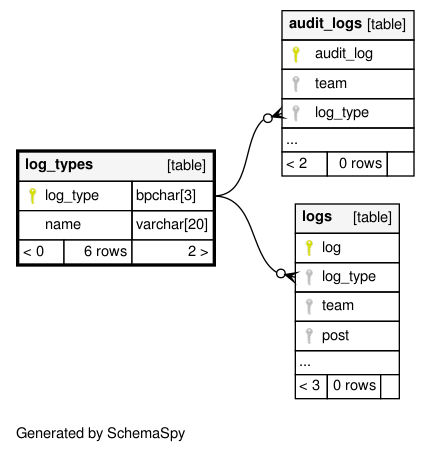 audit_logs [table]
audit_log
team
log_type
...
< 2 0 rows
log_types [table]
log_type bpchar[3]
name varchar[20]
< 0 6 rows 2 >
logs [table]
log
log_type
team
post
...
< 3 0 rows
Generated by SchemaSpy